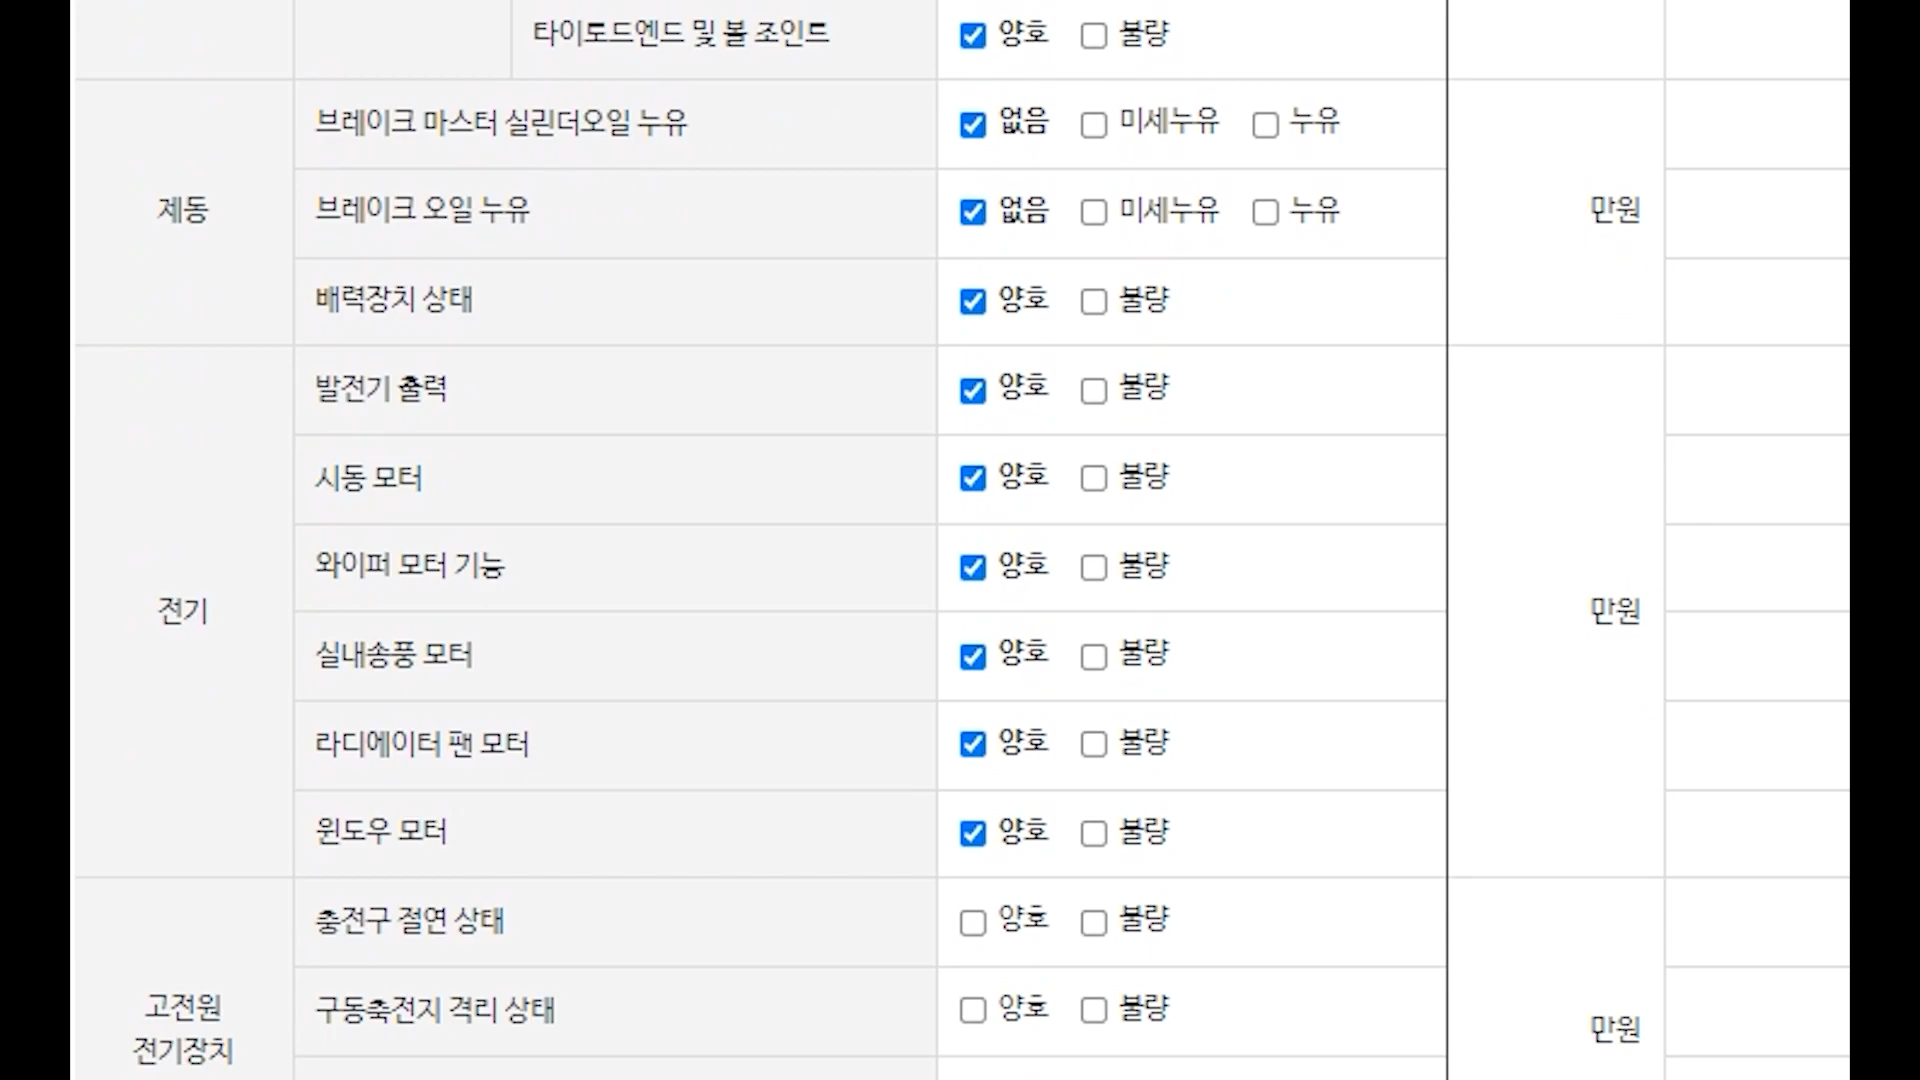 타이로드엔드 및 볼 조인트 양호 불량
제동
브레이크 마스터 실린더오일 누유 없음 미세누유 누유
브레이크 오일 누유 없음 미세누유 누유
배력장치 상태 양호 불량
만원
전기
발전기 출력 양호 불량
시동 모터 양호 불량
와이퍼 모터 기능 양호 불량
실내송풍 모터 양호 불량
라디에이터 팬 모터 양호 불량
윈도우 모터 양호 불량
만원
고전원
전기장치
충전구 절연 상태 양호 불량
구동축전지 격리 상태 양호 불량
만원